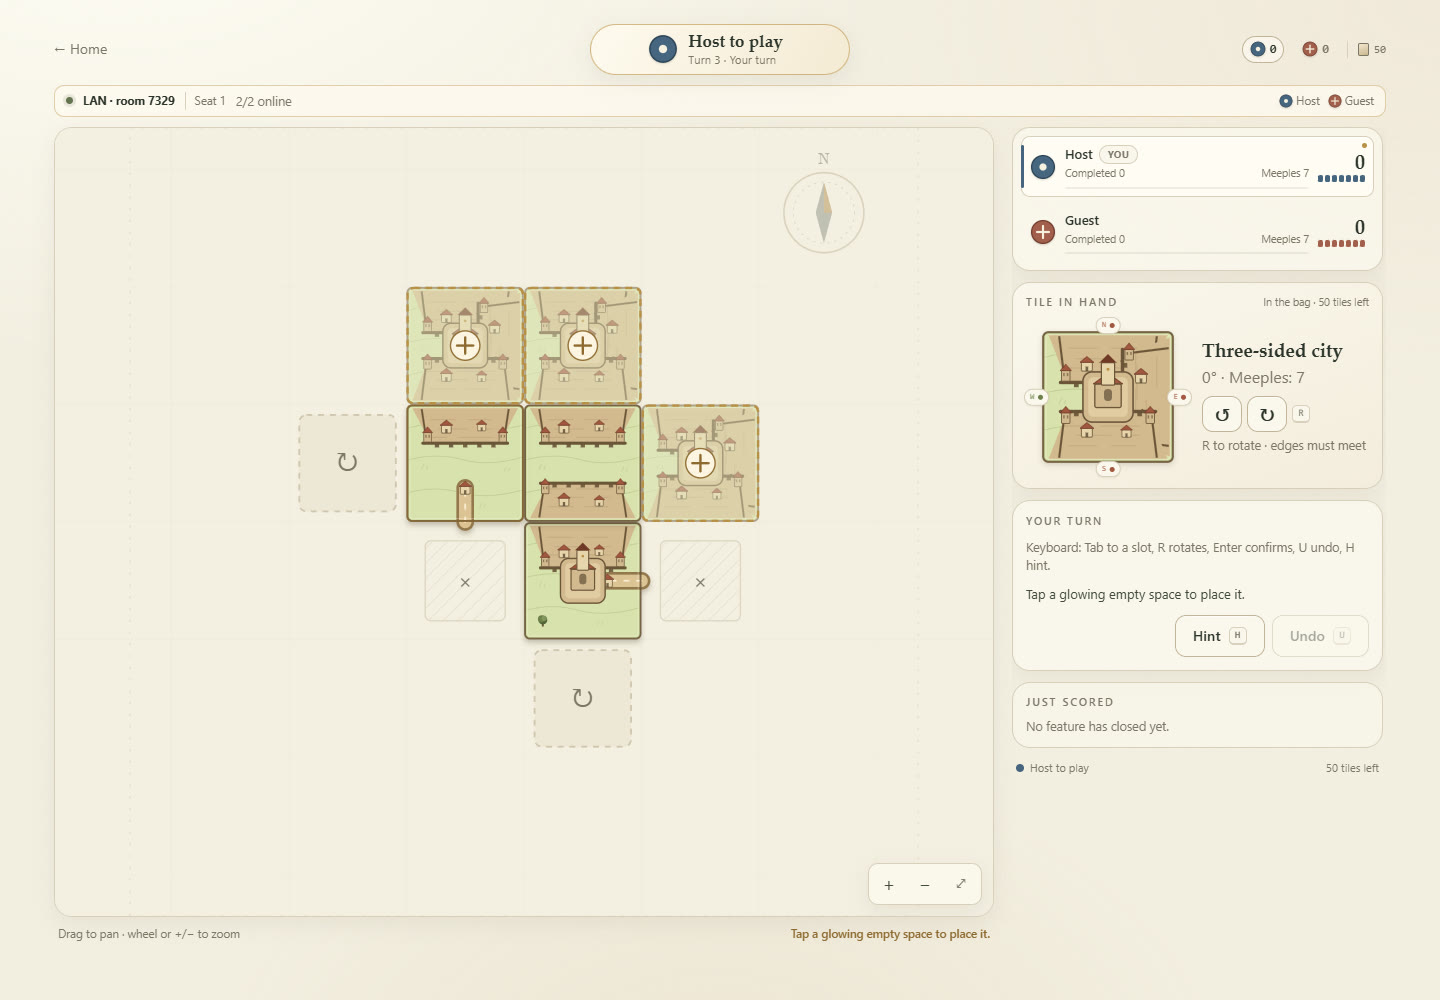 ← Home
Host to play
Turn 3 · Your turn
0
0
50
LAN · room 7329
Seat 1
2/2 online
Host
Guest
N
Host
YOU
Completed 0
Meeples 7
0
Guest
Completed 0
Meeples 7
0
TILE IN HAND
In the bag · 50 tiles left
N
W
E
S
Three-sided city
0° · Meeples: 7
↺ ↻ R
R to rotate · edges must meet
YOUR TURN
Keyboard: Tab to a slot, R rotates, Enter confirms, U undo, H
hint.
Tap a glowing empty space to place it.
Hint H
Undo U
JUST SCORED
No feature has closed yet.
Host to play
50 tiles left
+ − ⤢
Drag to pan · wheel or +/− to zoom
Tap a glowing empty space to place it.